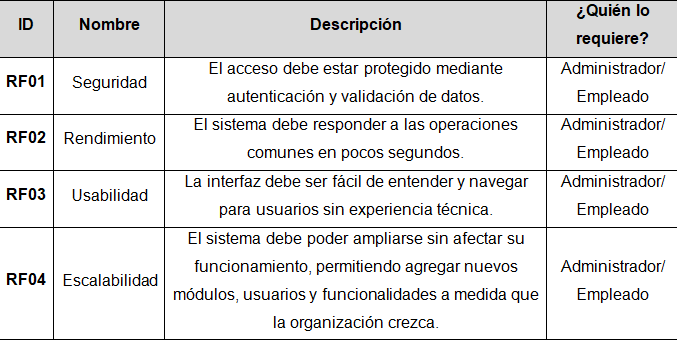 ID Nombre Descripción ¿Quién lo
requiere?
RF01 Seguridad El acceso debe estar protegido mediante
autenticación y validación de datos. Administrador/
Empleado
RF02 Rendimiento El sistema debe responder a las operaciones
comunes en pocos segundos. Administrador/
Empleado
RF03 Usabilidad La interfaz debe ser fácil de entender y navegar
para usuarios sin experiencia técnica. Administrador/
Empleado
RF04 Escalabilidad El sistema debe poder ampliarse sin afectar su
funcionamiento, permitiendo agregar nuevos
módulos, usuarios y funcionalidades a medida que
la organización crezca. Administrador/
Empleado